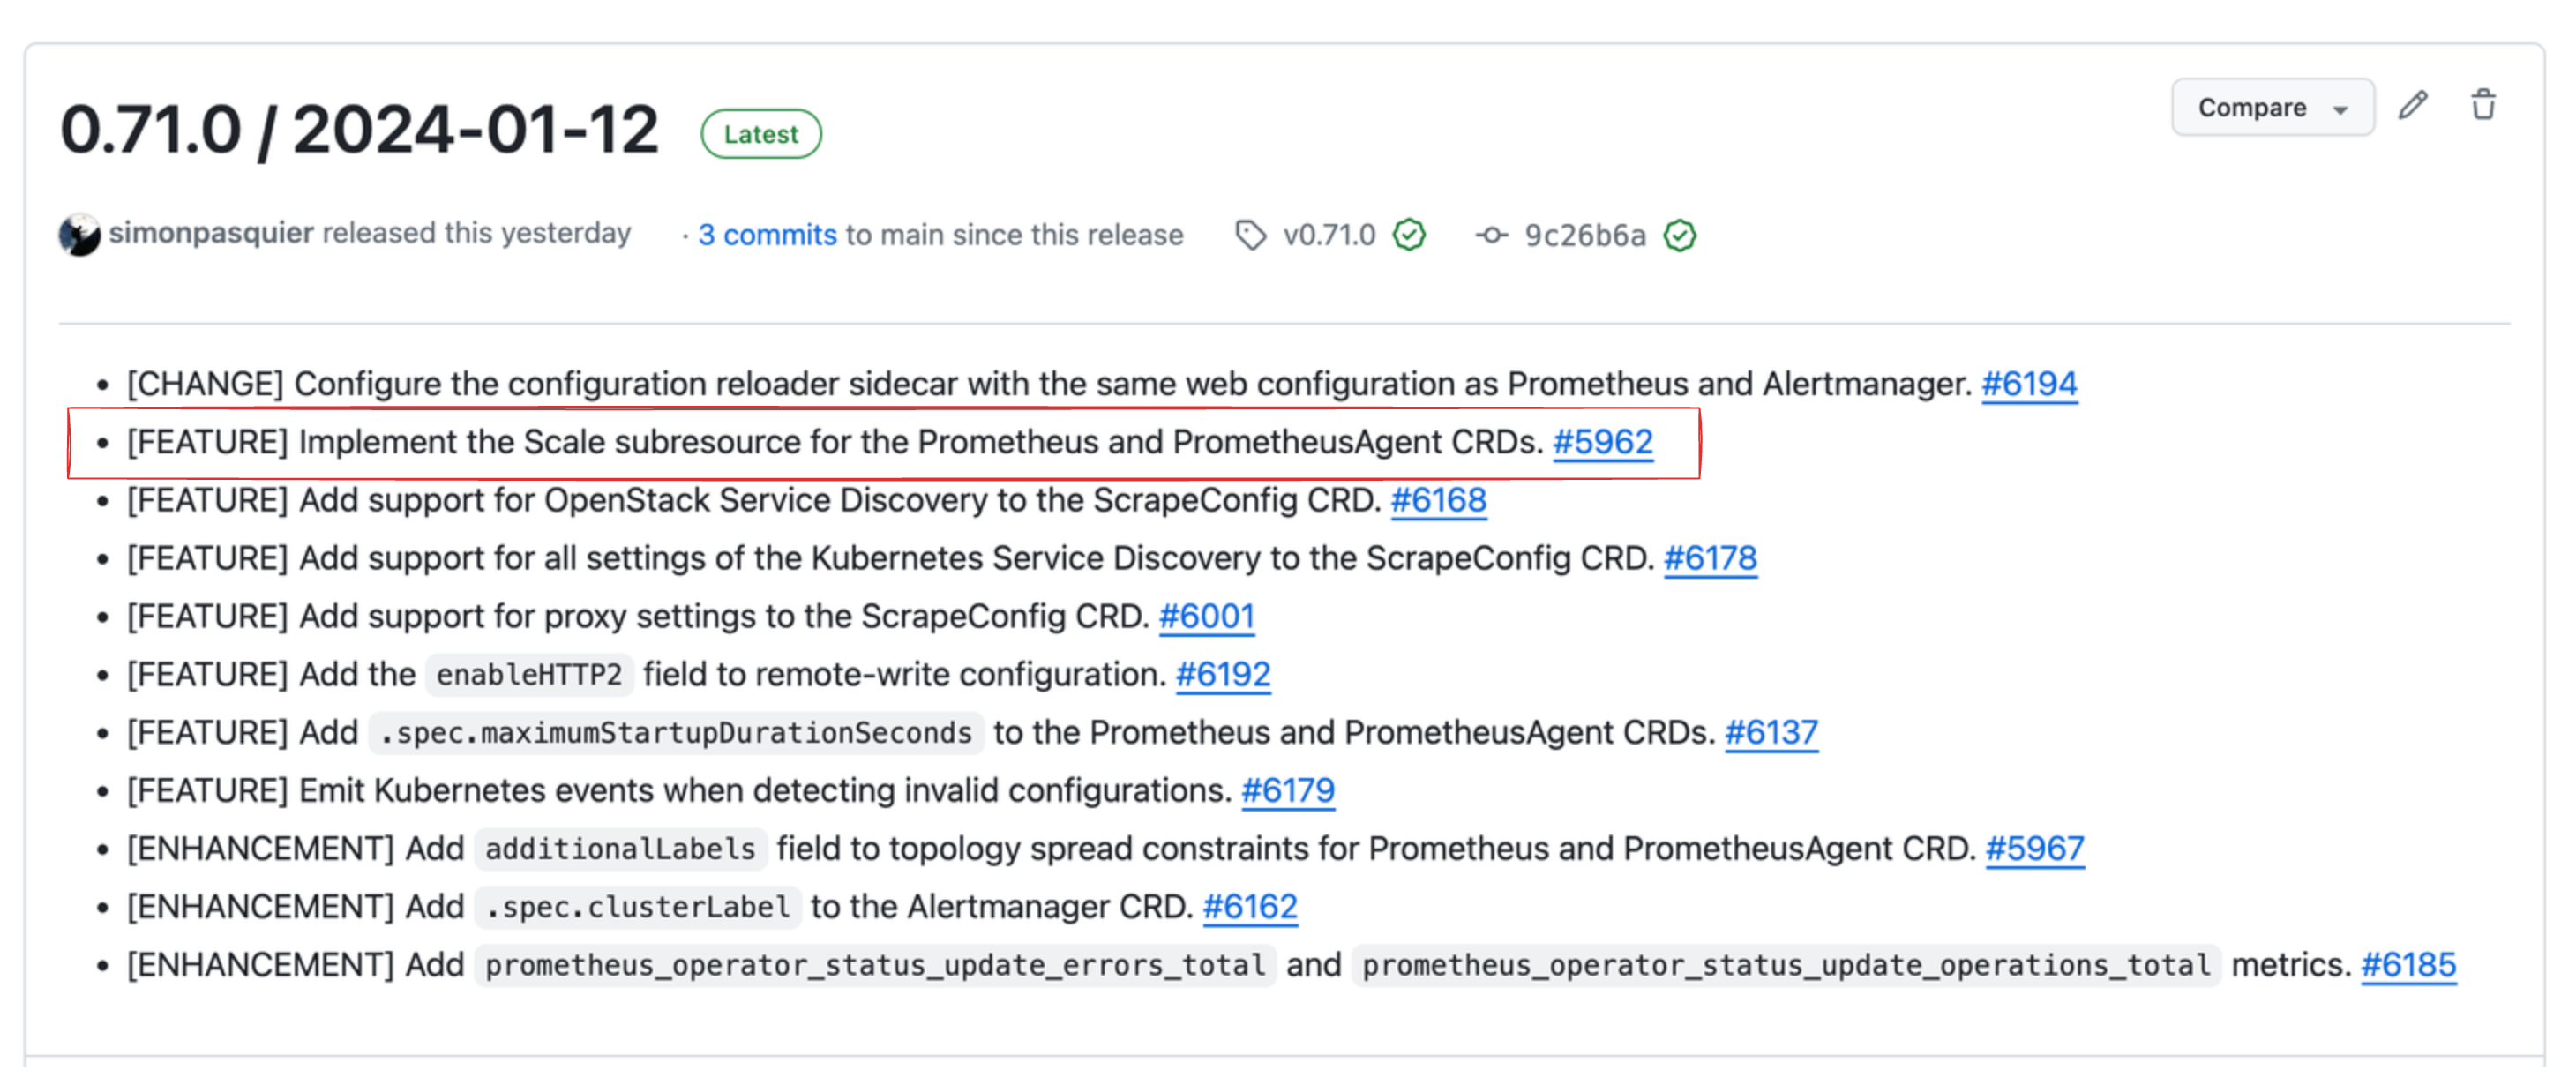 0.71.0 / 2024-01-12 Latest Compare
simonpasquier released this yesterday · 3 commits to main since this release v0.71.0 9c26b6a
• [CHANGE] Configure the configuration reloader sidecar with the same web configuration as Prometheus and Alertmanager. #6194
• [FEATURE] Implement the Scale subresource for the Prometheus and PrometheusAgent CRDs. #5962
• [FEATURE] Add support for OpenStack Service Discovery to the ScrapeConfig CRD. #6168
• [FEATURE] Add support for all settings of the Kubernetes Service Discovery to the ScrapeConfig CRD. #6178
• [FEATURE] Add support for proxy settings to the ScrapeConfig CRD. #6001
• [FEATURE] Add the enableHTTP2 field to remote-write configuration. #6192
• [FEATURE] Add .spec.maximumStartupDurationSeconds to the Prometheus and PrometheusAgent CRDs. #6137
• [FEATURE] Emit Kubernetes events when detecting invalid configurations. #6179
• [ENHANCEMENT] Add additionalLabels field to topology spread constraints for Prometheus and PrometheusAgent CRD. #5967
• [ENHANCEMENT] Add .spec.clusterLabel to the Alertmanager CRD. #6162
• [ENHANCEMENT] Add prometheus_operator_status_update_errors_total and prometheus_operator_status_update_operations_total metrics. #6185